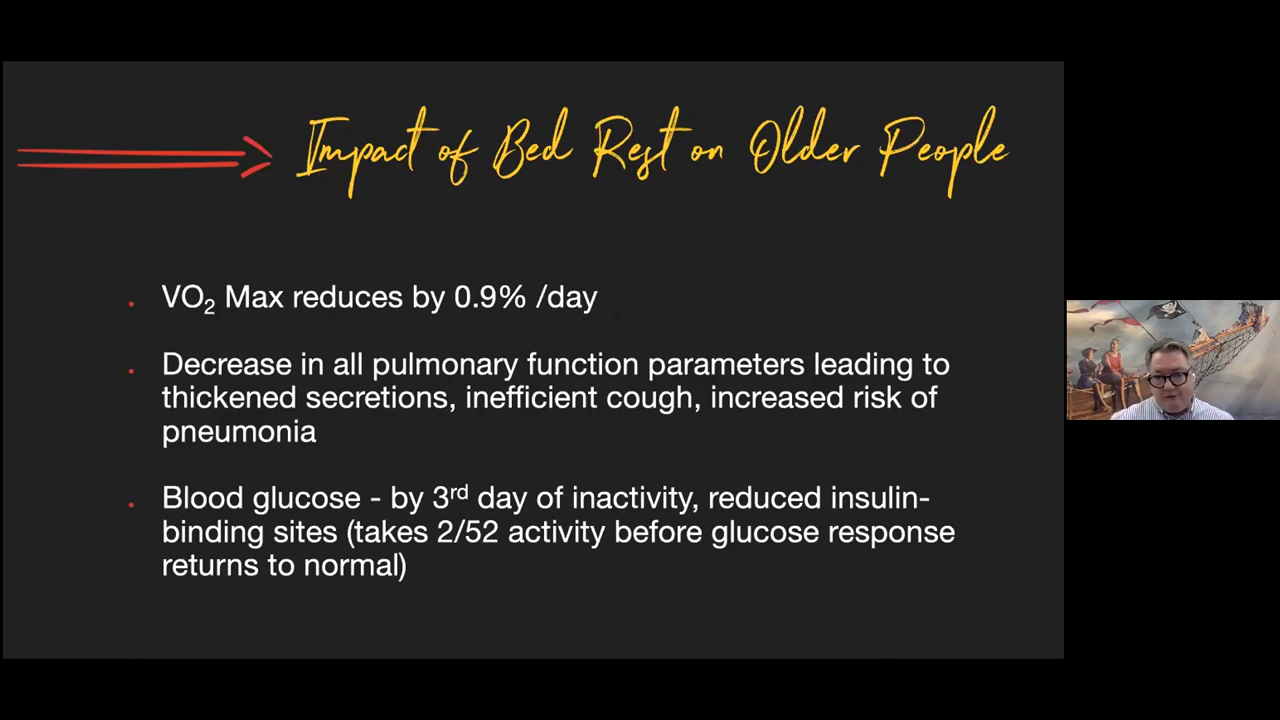 Impact of Bed Rest on Older People
VO₂ Max reduces by 0.9% /day
Decrease in all pulmonary function parameters leading to
thickened secretions, inefficient cough, increased risk of
pneumonia
Blood glucose - by 3rd day of inactivity, reduced insulin-
binding sites (takes 2/52 activity before glucose response
returns to normal)